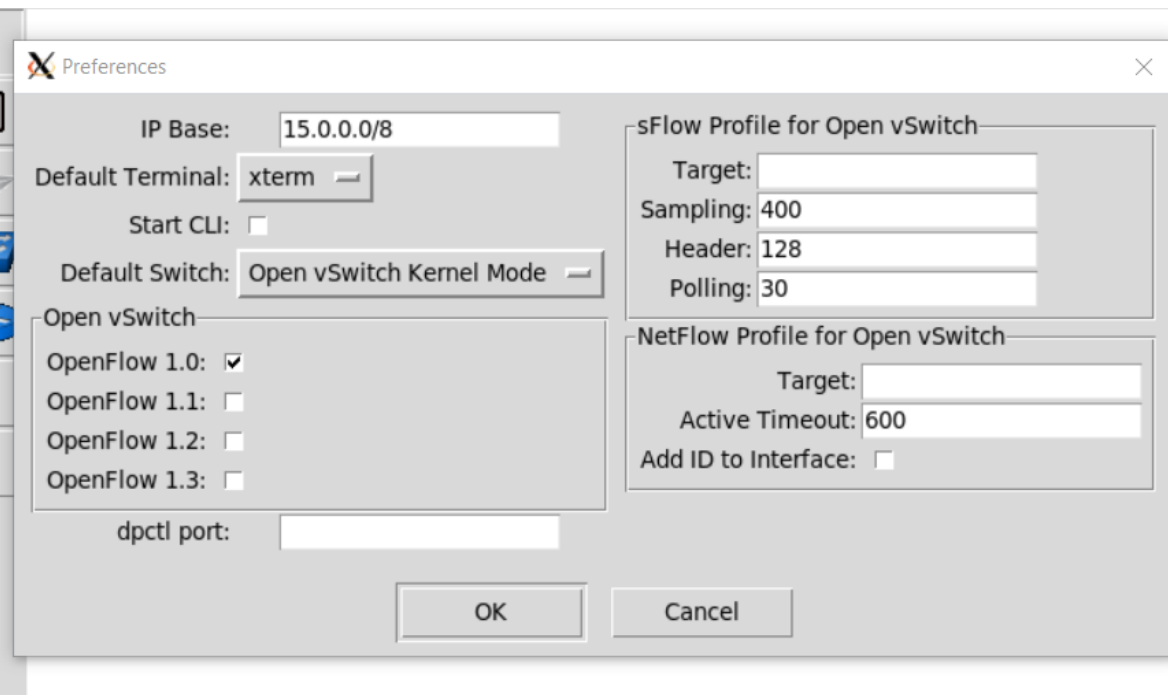 Preferences
IP Base: 15.0.0.0/8
Default Terminal: xterm
Start CLI:
Default Switch: Open vSwitch Kernel Mode
Open vSwitch
OpenFlow 1.0:
OpenFlow 1.1:
OpenFlow 1.2:
OpenFlow 1.3:
dpctl port:
sFlow Profile for Open vSwitch
Target:
Sampling: 400
Header: 128
Polling: 30
NetFlow Profile for Open vSwitch
Target:
Active Timeout: 600
Add ID to Interface:
OK
Cancel